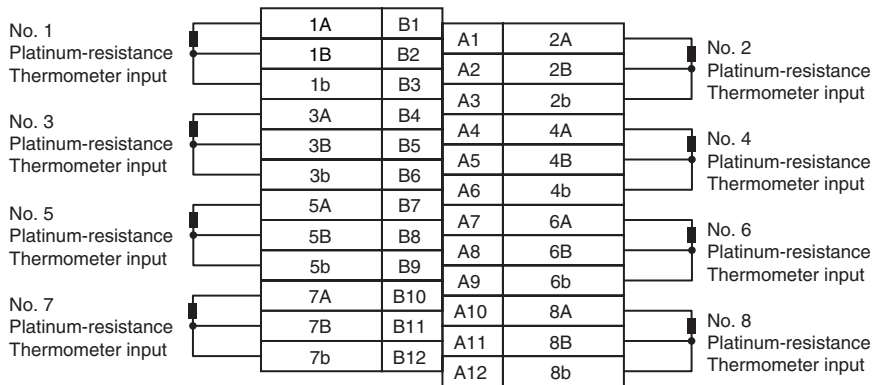 No. 1
Platinum-resistance
Thermometer input
No. 3
Platinum-resistance
Thermometer input
No. 5
Platinum-resistance
Thermometer input
No. 7
Platinum-resistance
Thermometer input
1A B1
1B B2
1b B3
3A B4
3B B5
3b B6
5A B7
5B B8
5b B9
7A B10
7B B11
7b B12
A1 2A
A2 2B
A3 2b
A4 4A
A5 4B
A6 4b
A7 6A
A8 6B
A9 6b
A10 8A
A11 8B
A12 8b
No. 2
Platinum-resistance
Thermometer input
No. 4
Platinum-resistance
Thermometer input
No. 6
Platinum-resistance
Thermometer input
No. 8
Platinum-resistance
Thermometer input